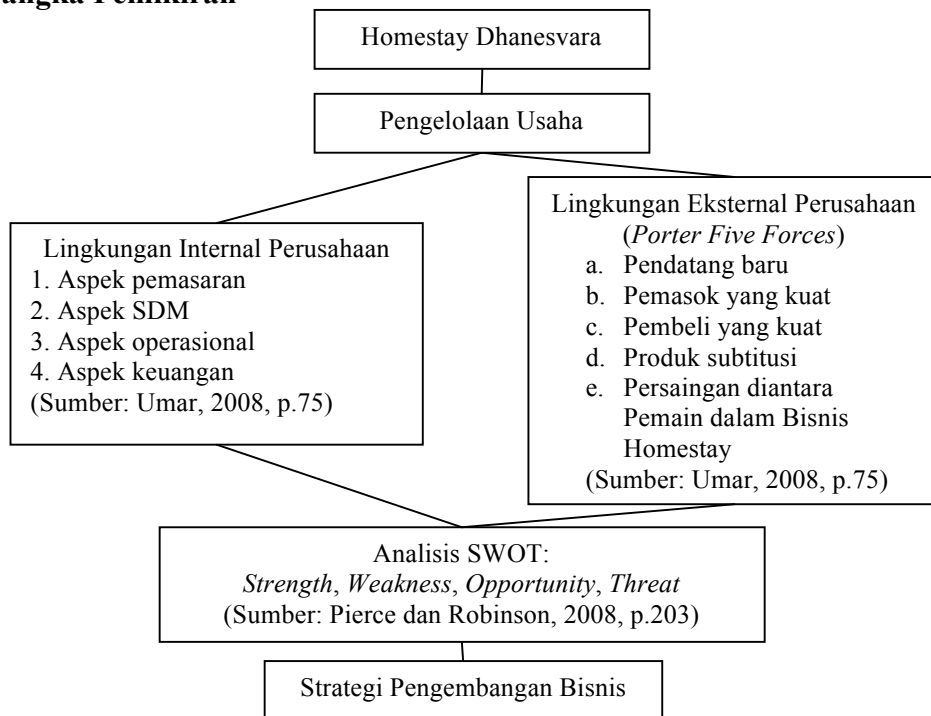 Homestay Dhanesvara
Pengelolaan Usaha
Lingkungan Internal Perusahaan
1. Aspek pemasaran
2. Aspek SDM
3. Aspek operasional
4. Aspek keuangan
(Sumber: Umar, 2008, p.75)
Lingkungan Eksternal Perusahaan
(Porter Five Forces)
a. Pendatang baru
b. Pemasok yang kuat
c. Pembeli yang kuat
d. Produk subtitusi
e. Persaingan diantara
Pemain dalam Bisnis
Homestay
(Sumber: Umar, 2008, p.75)
Analisis SWOT:
Strength, Weakness, Opportunity, Threat
(Sumber: Pierce dan Robinson, 2008, p.203)
Strategi Pengembangan Bisnis